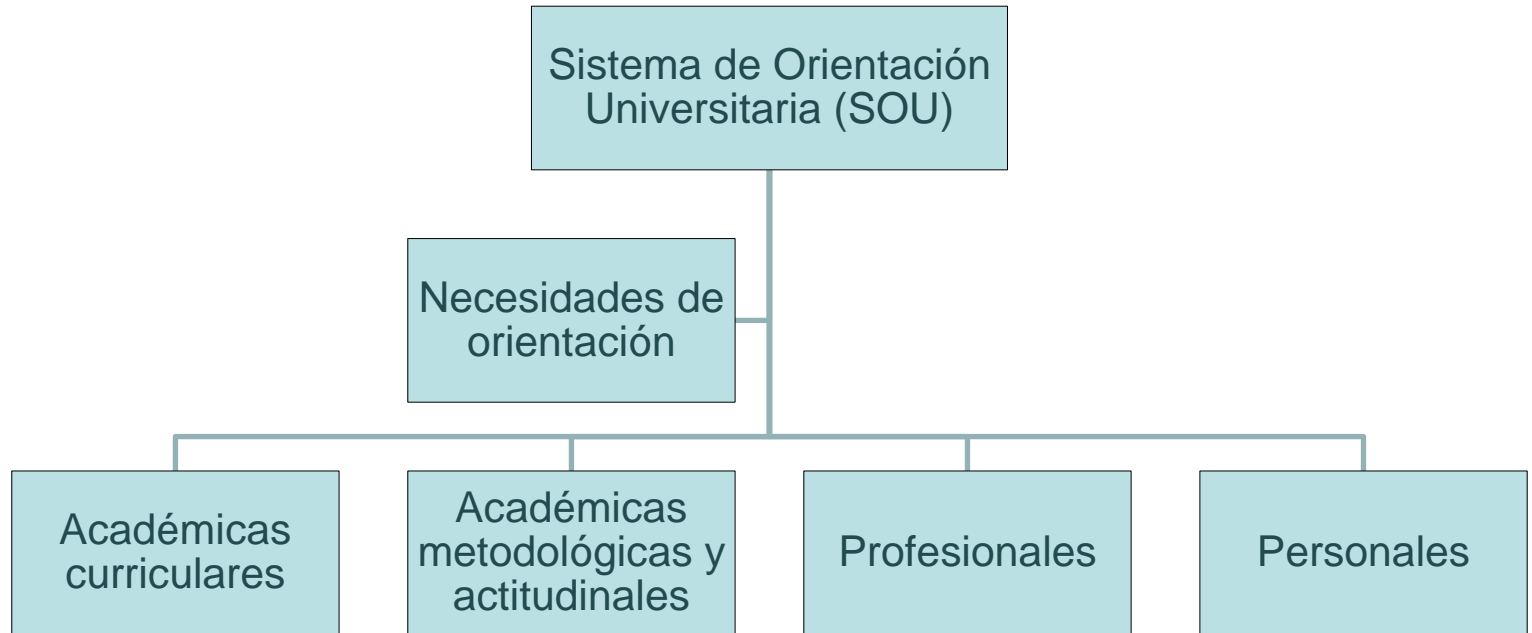 Sistema de Orientación
Universitaria (SOU)
Necesidades de
orientación
Académicas
curriculares
Académicas
metodológicas y
actitudinales
Profesionales
Personales